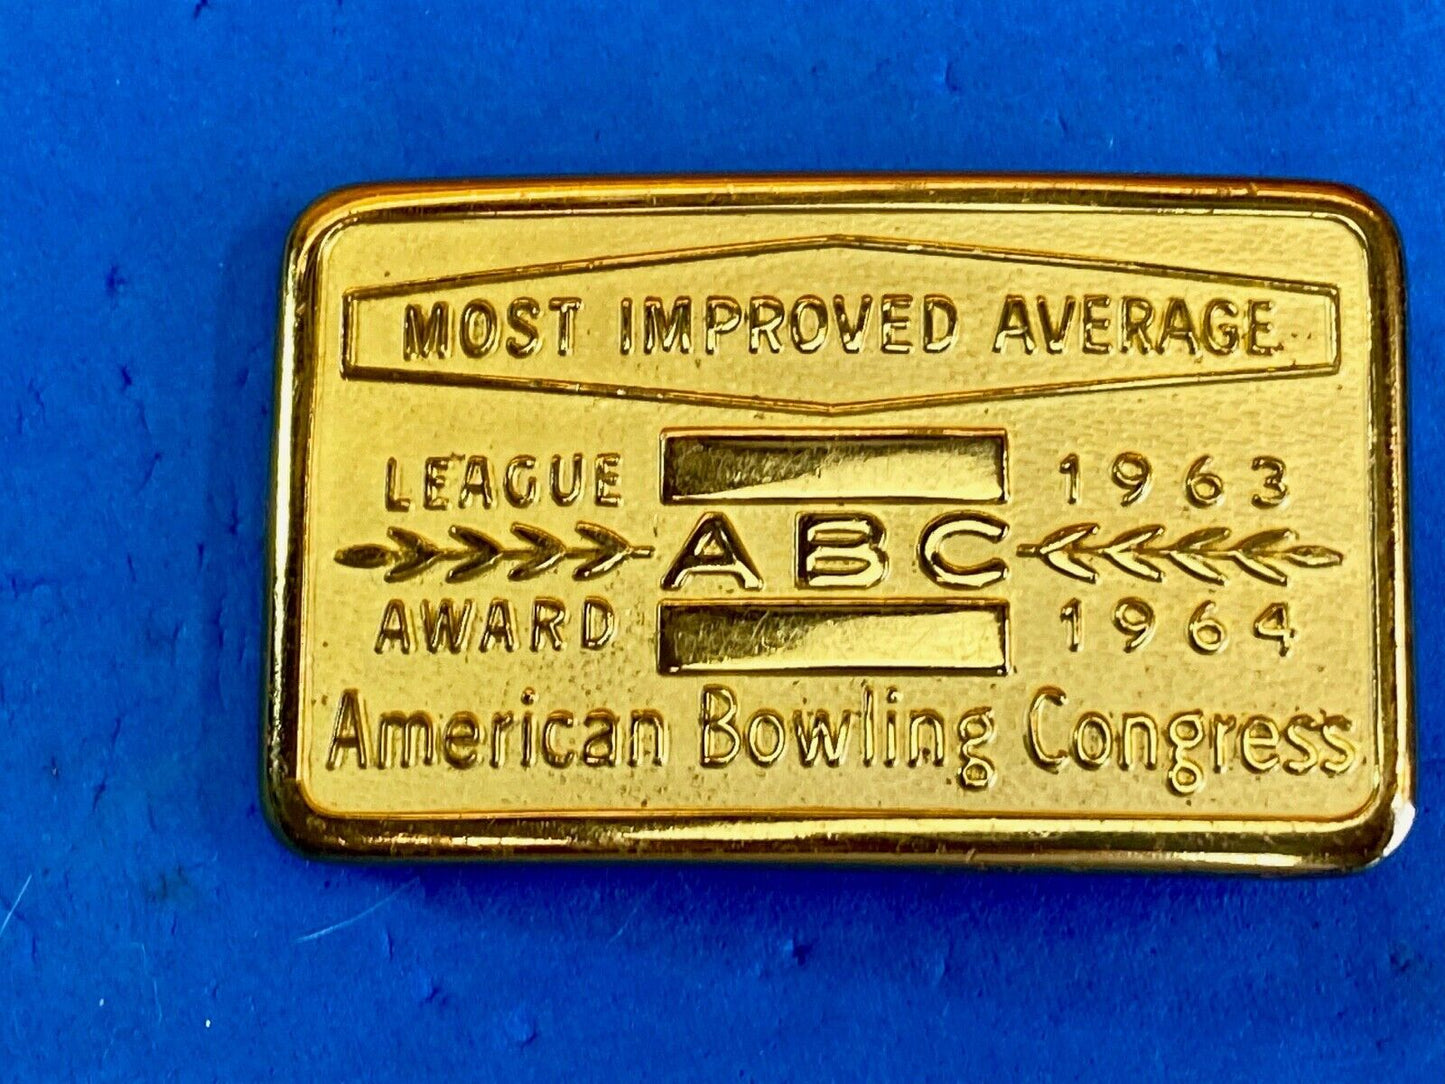 MOST IMPROVED AVERAGE
LEAGUE 1963
ABC
AWARD 1964
American Bowling Congress